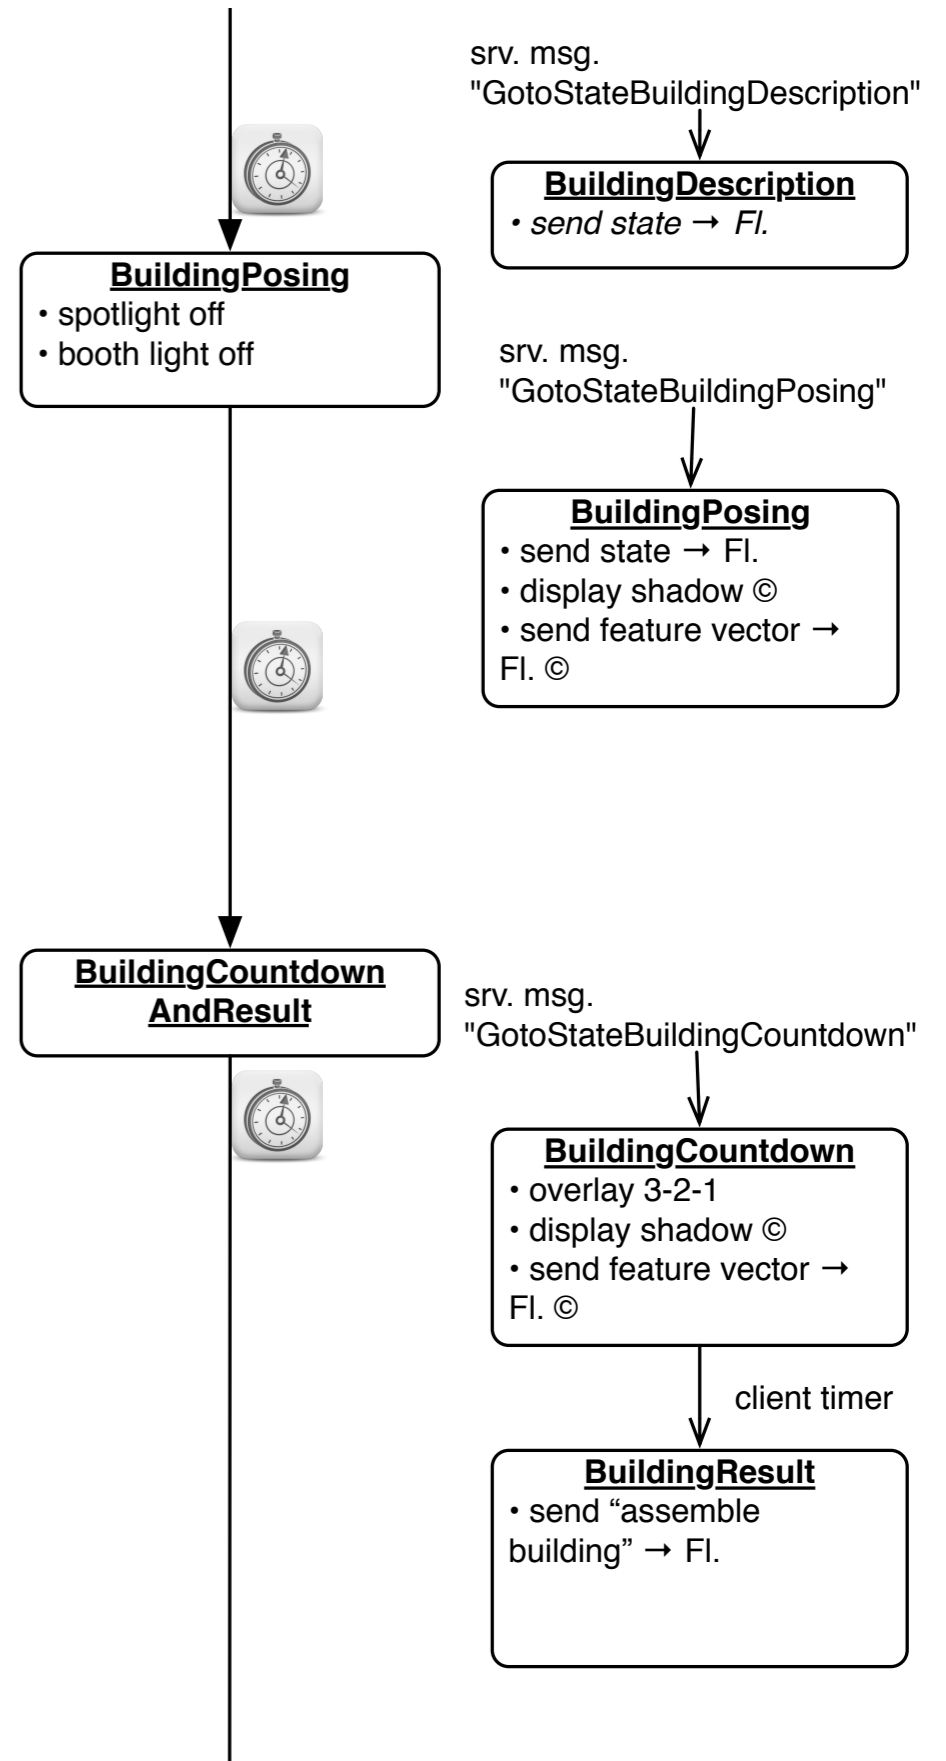 srv. msg.
"GotoStateBuildingDescription"
BuildingDescription
• send state → Fl.
BuildingPosing
• spotlight off
• booth light off
srv. msg.
"GotoStateBuildingPosing"
BuildingPosing
• send state → Fl.
• display shadow ©
• send feature vector →
Fl. ©
BuildingCountdown
AndResult
srv. msg.
"GotoStateBuildingCountdown"
BuildingCountdown
• overlay 3-2-1
• display shadow ©
• send feature vector →
Fl. ©
client timer
BuildingResult
• send “assemble
building” → Fl.